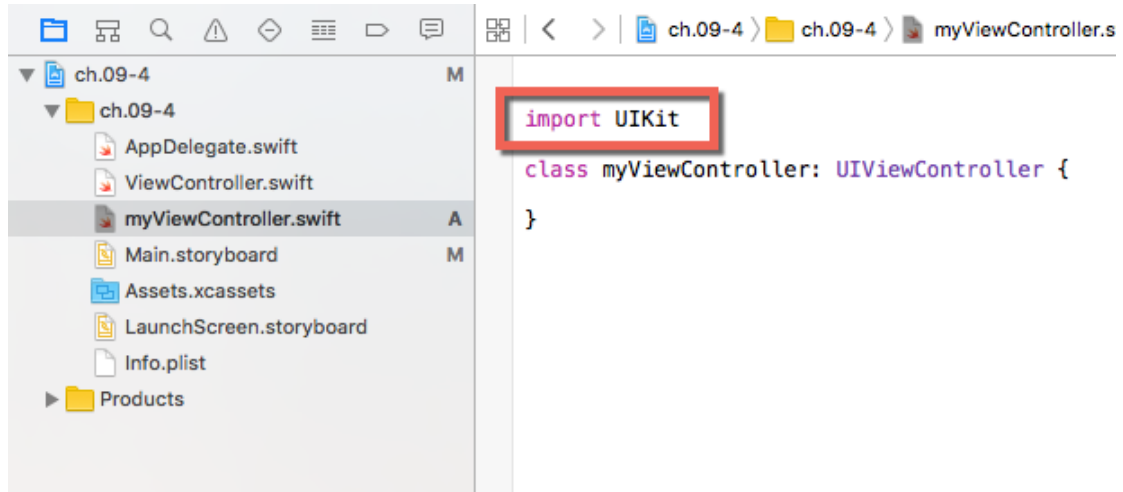 ch.09-4 ch.09-4 myViewController.s
ch.09-4 M
ch.09-4
AppDelegate.swift
ViewController.swift
myViewController.swift A
Main.storyboard M
Assets.xcassets
LaunchScreen.storyboard
Info.plist
Products
import UIKit
class myViewController: UIViewController {
}